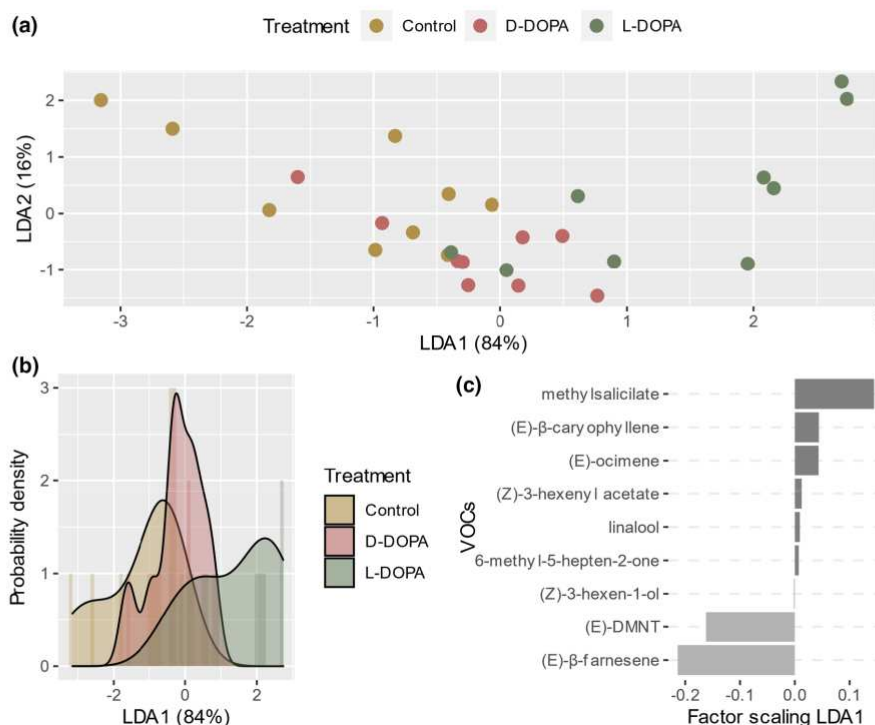 (a)
Treatment Control D-DOPA L-DOPA
LDA2 (16%)
2
1
0
-1
-3 -2 -1 0 1 2
LDA1 (84%)
(b)
Probability density
3
2
1
0
-2 0 2
LDA1 (84%)
Treatment
Control
D-DOPA
L-DOPA
(c)
VOCs
methylsalicilate
(E)-β-caryophyllene
(E)-ocimene
(Z)-3-hexenyl acetate
linalool
6-methyl-5-hepten-2-one
(Z)-3-hexen-1-ol
(E)-DMNT
(E)-β-farnesene
-0.2 -0.1 0.0 0.1
Factor scaling LDA1